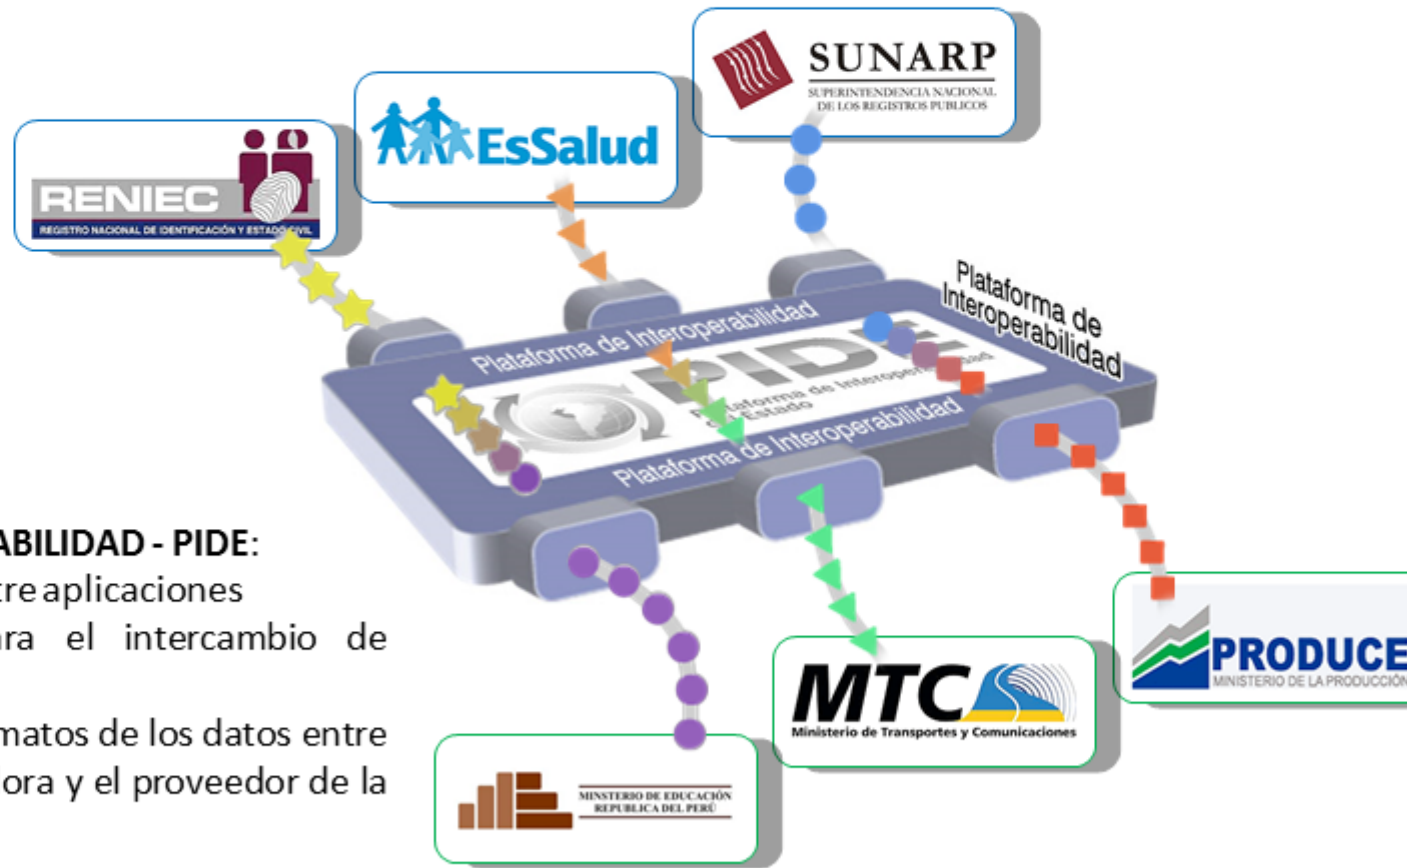 SUNARP
SUPERINTENDENCIA NACIONAL
DE LOS REGISTROS PUBLICOS
EsSalud
RENIEC
REGISTRO NACIONAL DE IDENTIFICACIÓN Y ESTADO CIVIL
Plataforma de
Interoperabilidad
Plataforma de Interoperabilidad
PIDE
Plataforma de Interoperabilidad
del Estado
Plataforma de Interoperabilidad
ABILIDAD - PIDE:
tre aplicaciones
ara el intercambio de
matos de los datos entre
ora y el proveedor de la
PRODUCE
MINISTERIO DE LA PRODUCCIÓN
MTC
Ministerio de Transportes y Comunicaciones
MINSTERIO DE EDUCACIÓN
REPUBLICA DEL PERÚ